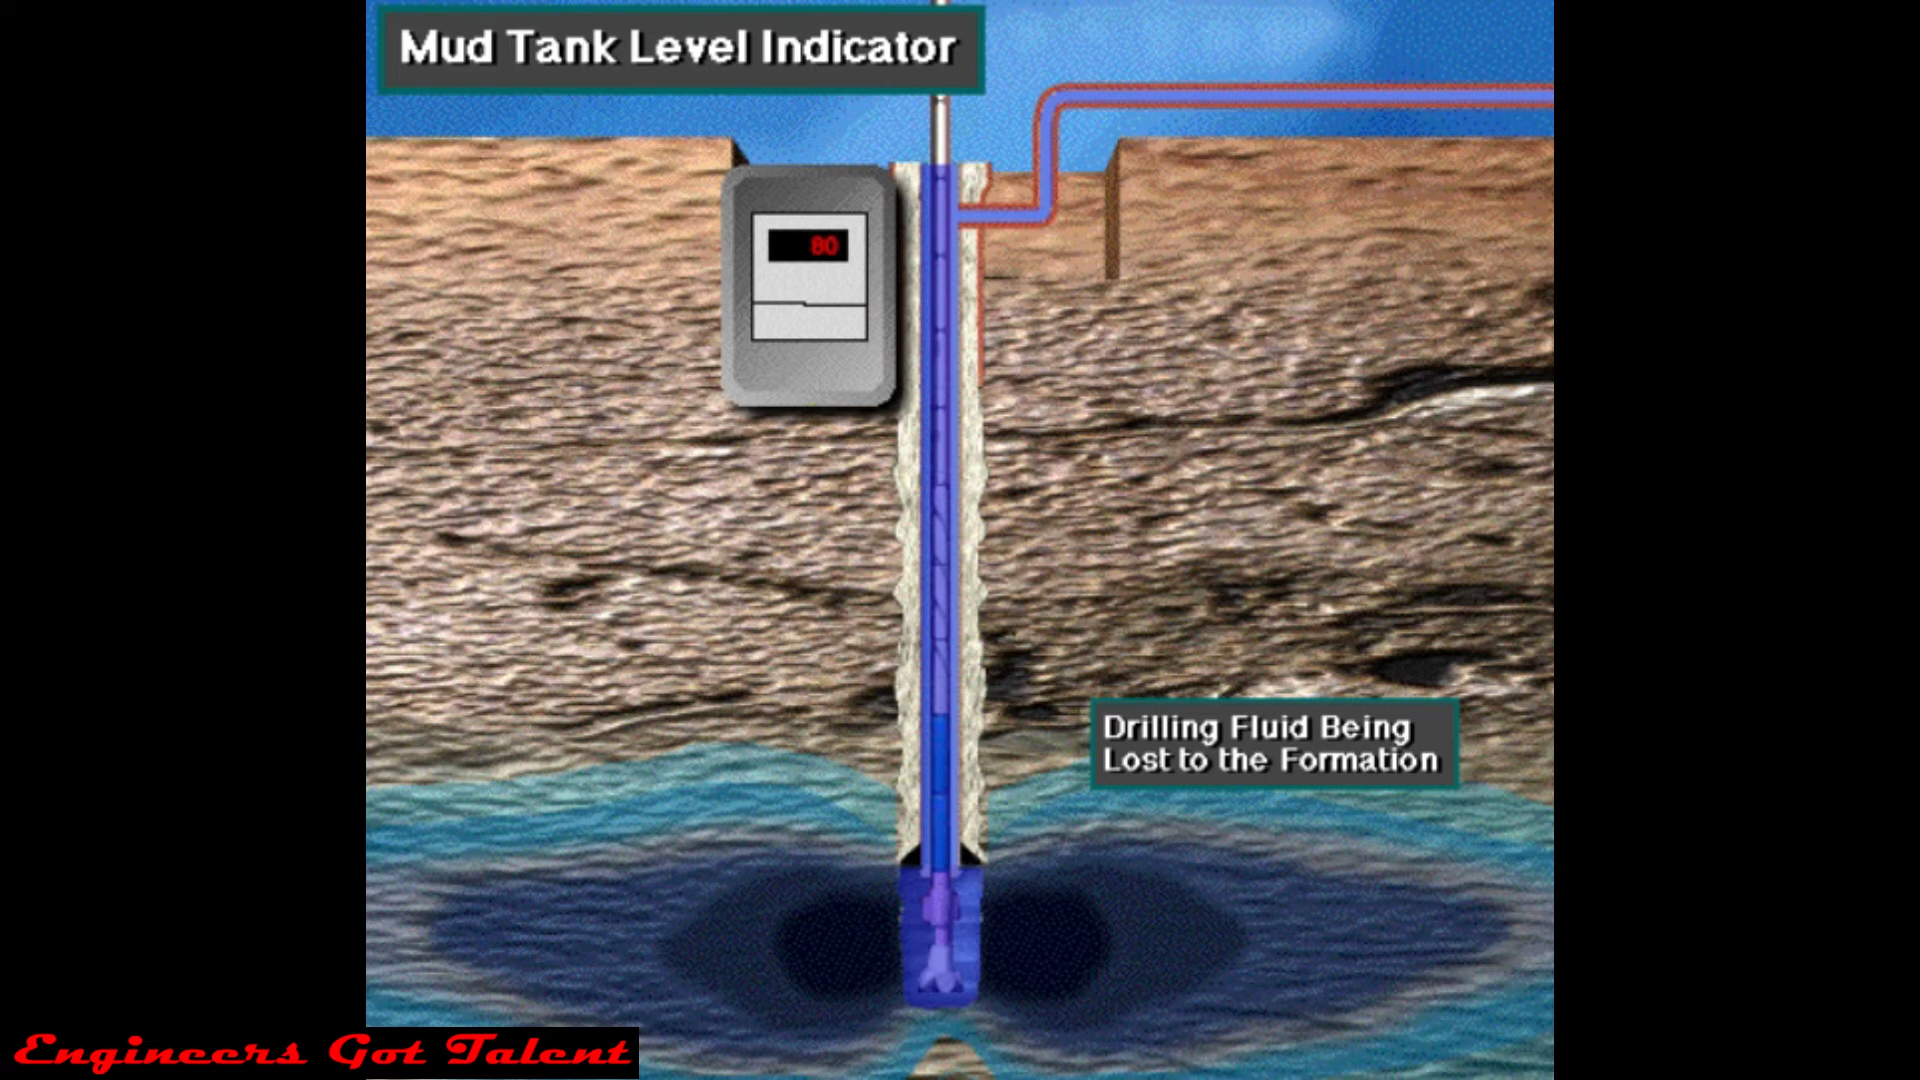 Mud Tank Level Indicator
80
Drilling Fluid Being
Lost to the Formation
Engineers Got Talent